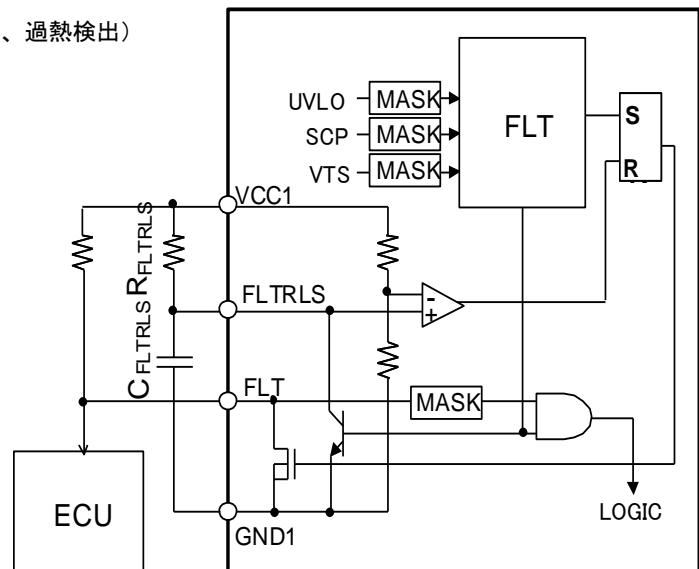 、過熱検出）
UVLO
MASK
SCP
MASK
VTS
MASK
FLT
S
R
VCC1
RFLTRLS
CFLTRLS
FLTRLS
-
+
FLT
MASK
ECU
GND1
LOGIC